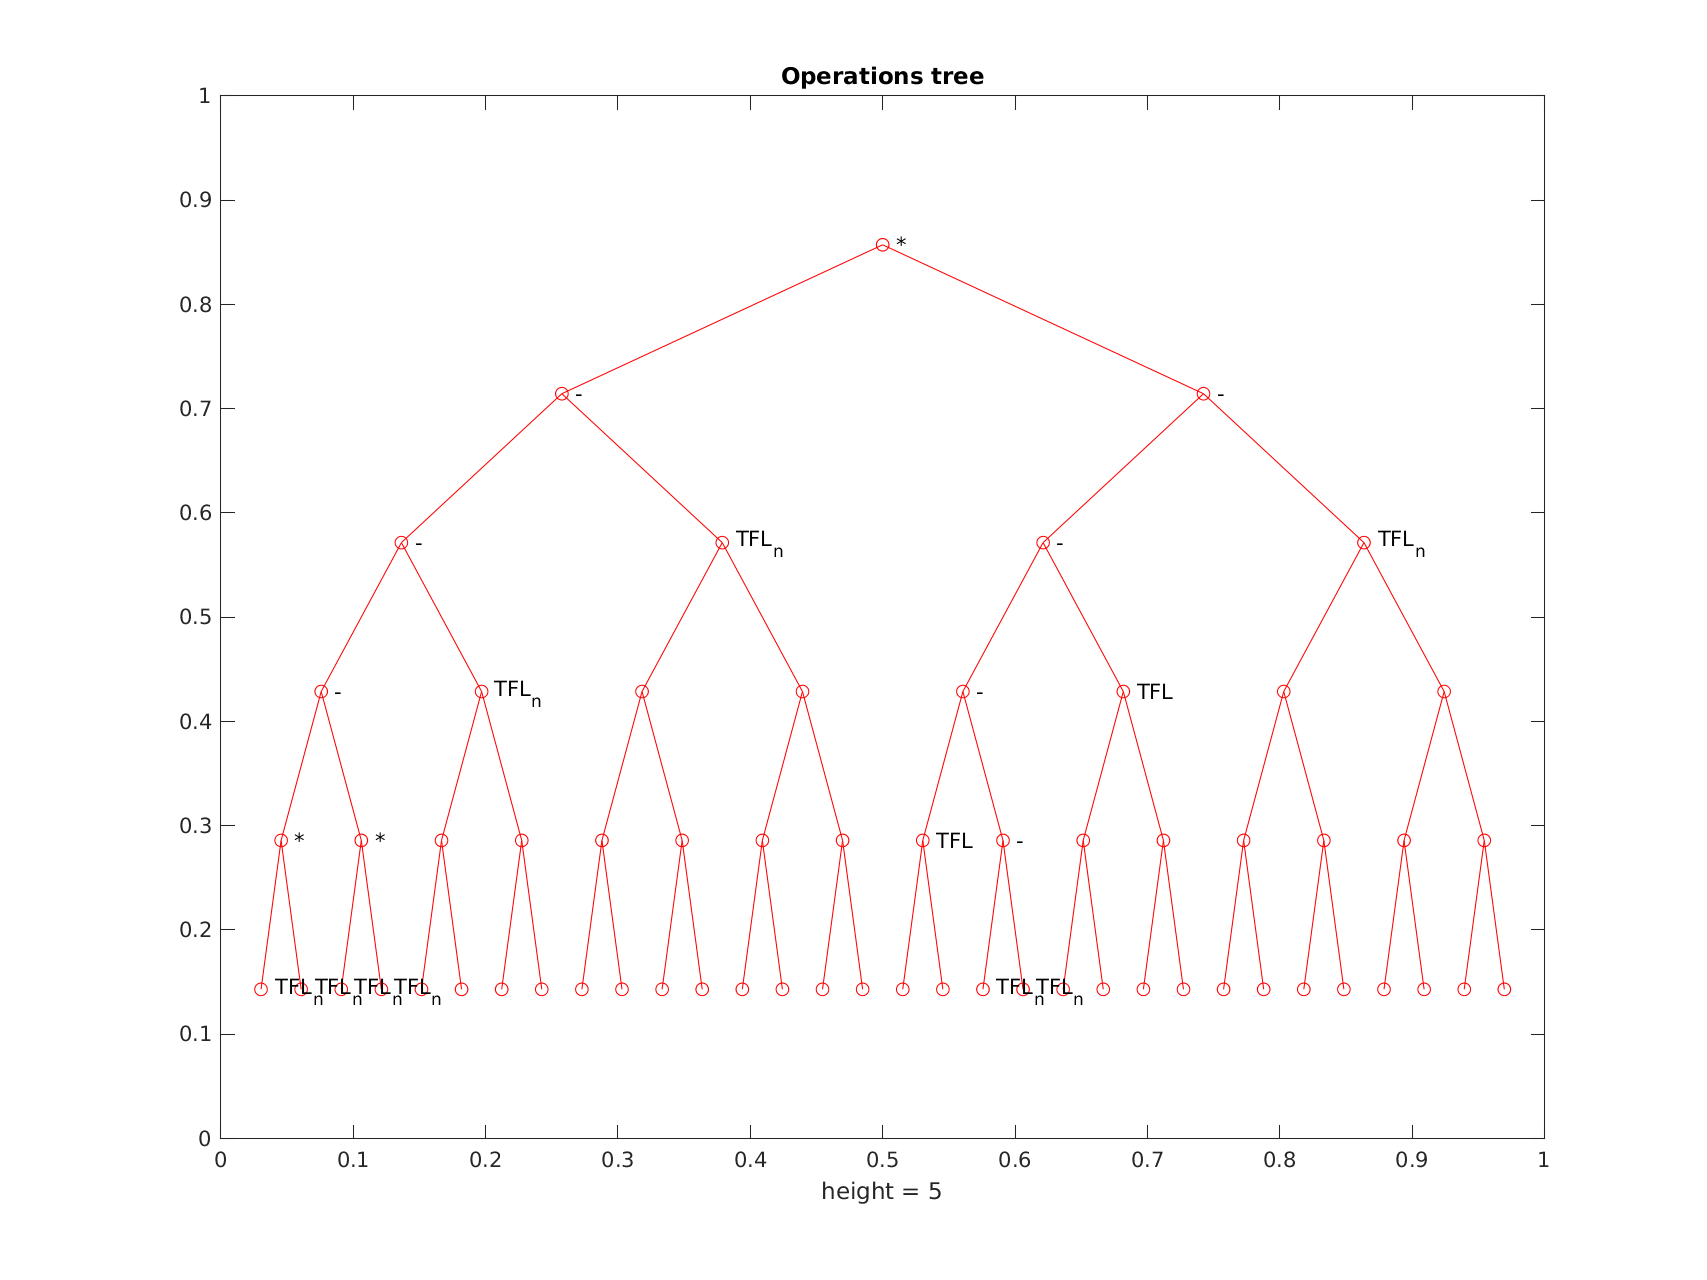 Operations tree
1
0.9
*
0.8
- -
0.7
0.6
- TFLn - TFLn
0.5
- TFLn - TFL
0.4
0.3
* * TFL -
0.2
TFLn TFLn TFLn TFLn TFLn TFLn
0.1
0
0 0.1 0.2 0.3 0.4 0.5 0.6 0.7 0.8 0.9 1
height = 5